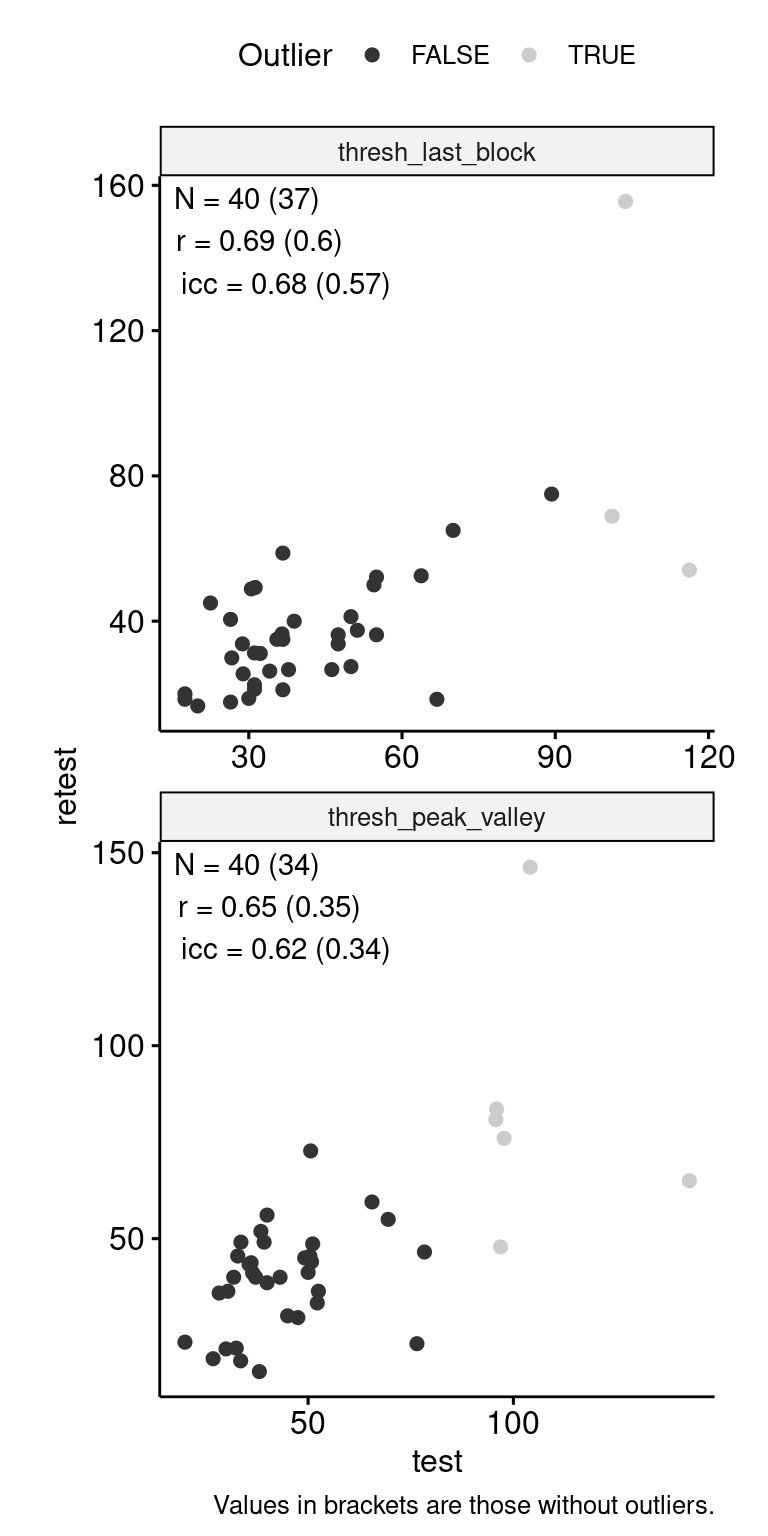 Outlier FALSE TRUE
thresh_last_block
160
N = 40 (37)
r = 0.69 (0.6)
icc = 0.68 (0.57)
120
80
40
30 60 90 120
retest
thresh_peak_valley
150
N = 40 (34)
r = 0.65 (0.35)
icc = 0.62 (0.34)
100
50
50 100
test
Values in brackets are those without outliers.